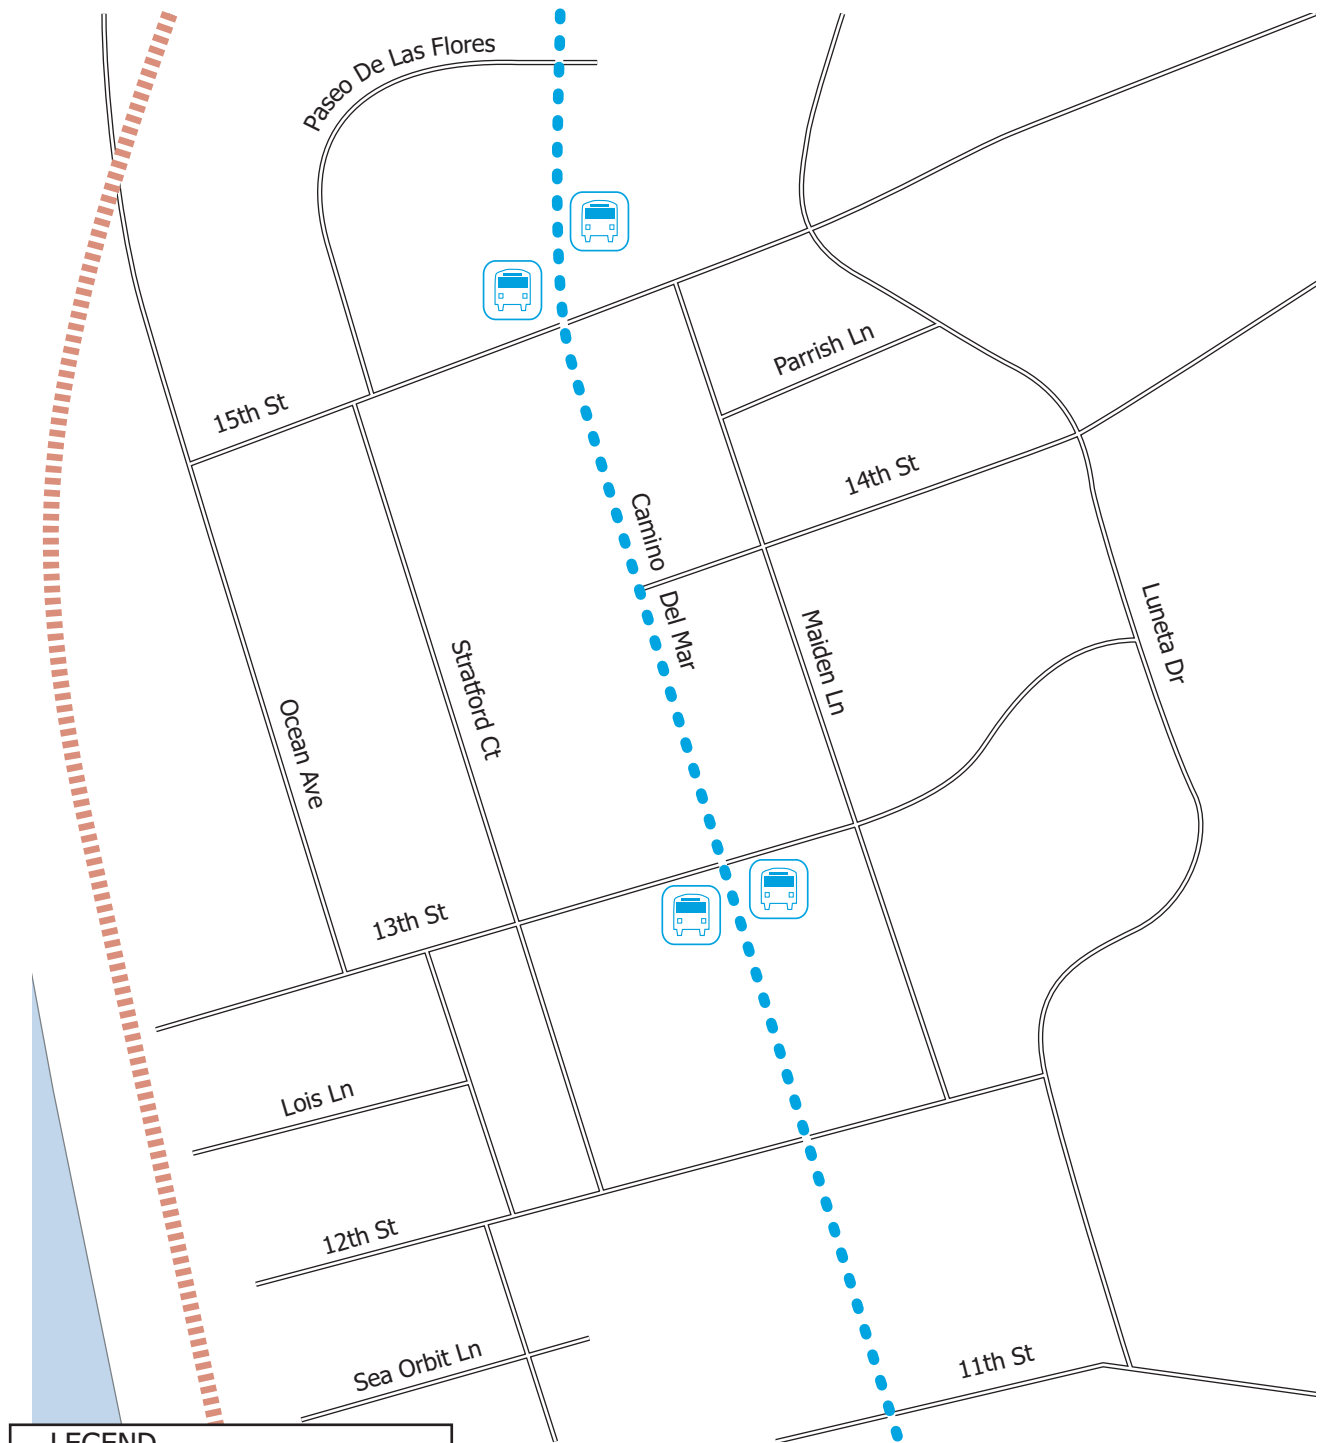 Paseo De Las Flores
Parrish Ln
15th St
14th St
Camino
Del Mar
Luneta Dr
Maiden Ln
Stratford Ct
Ocean Ave
13th St
Lois Ln
12th St
Sea Orbit Ln
11th St
LEGEND